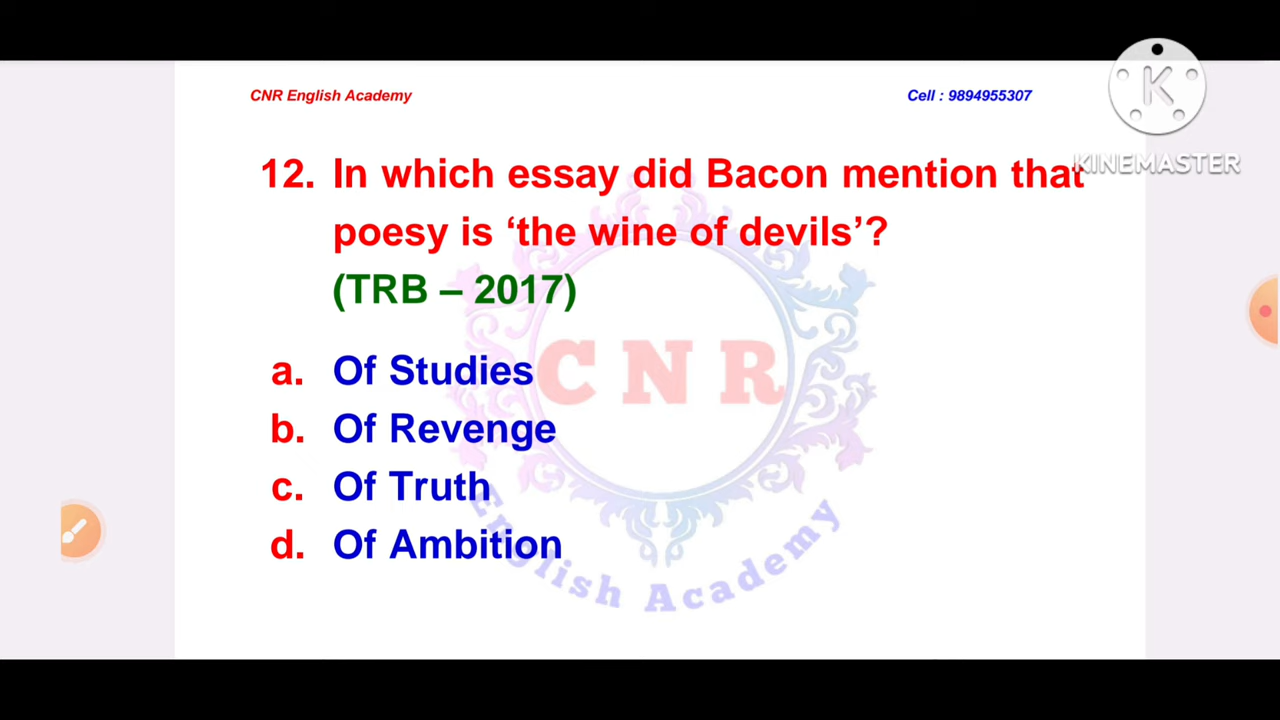 CNR English Academy Cell : 9894955307
KINEMASTER
12. In which essay did Bacon mention that
poesy is ‘the wine of devils’?
(TRB – 2017)
a. Of Studies
b. Of Revenge
c. Of Truth
d. Of Ambition
CNR
English Academy